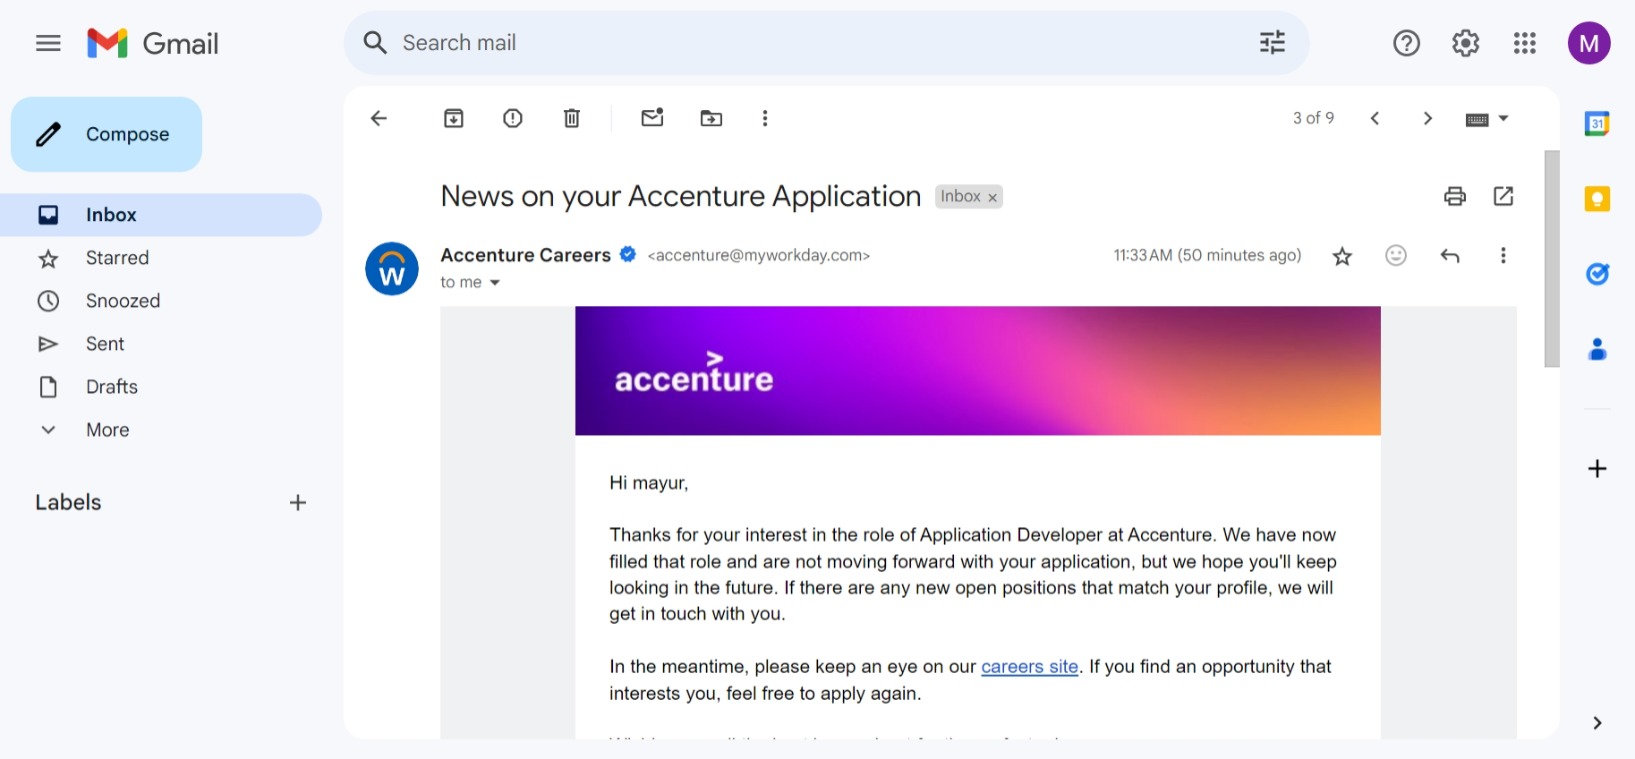 Gmail
Search mail
M
Compose
3 of 9
31
Inbox
Starred
Snoozed
Sent
Drafts
More
Labels
News on your Accenture Application
Inbox ×
W
Accenture Careers <accenture@myworkday.com>
11:33 AM (50 minutes ago)
to me
accenture
Hi mayur,
Thanks for your interest in the role of Application Developer at Accenture. We have now
filled that role and are not moving forward with your application, but we hope you'll keep
looking in the future. If there are any new open positions that match your profile, we will
get in touch with you.
In the meantime, please keep an eye on our careers site. If you find an opportunity that
interests you, feel free to apply again.